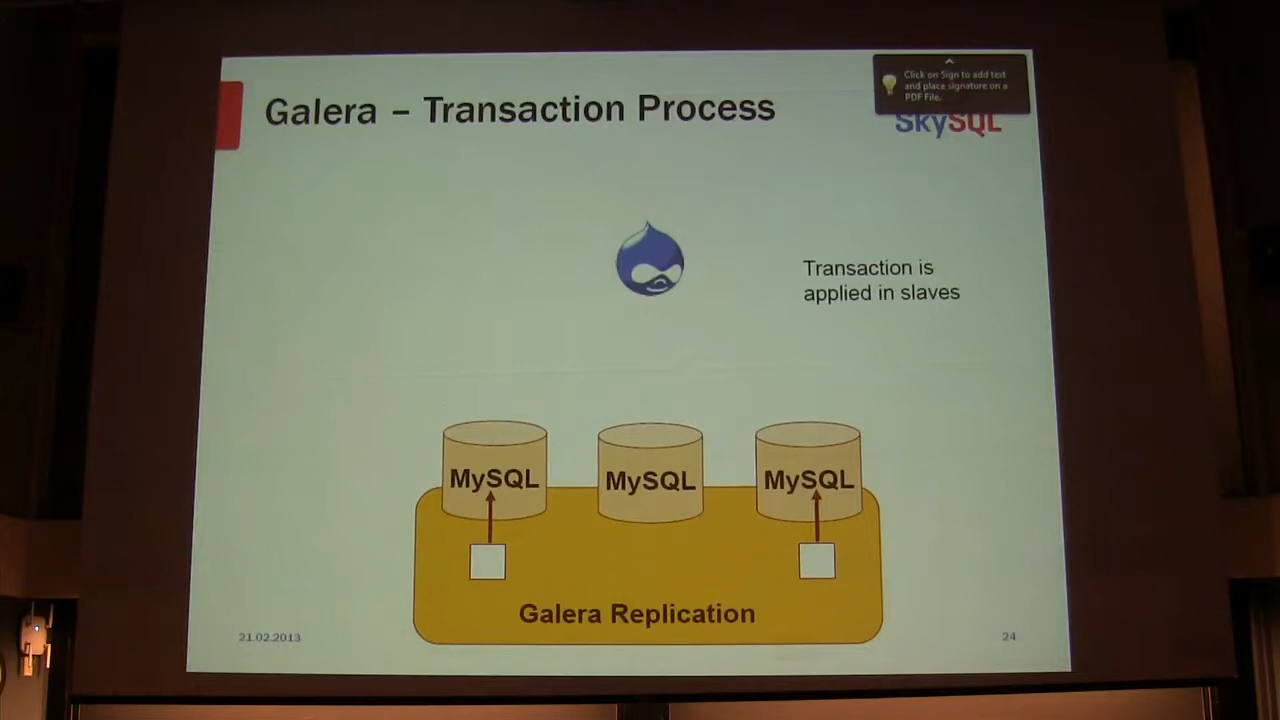 Galera – Transaction Process
Click on Sign to add text
and place signature on a
PDF File.
SkySQL
Transaction is
applied in slaves
MySQL
MySQL
MySQL
Galera Replication
21.02.2013
24